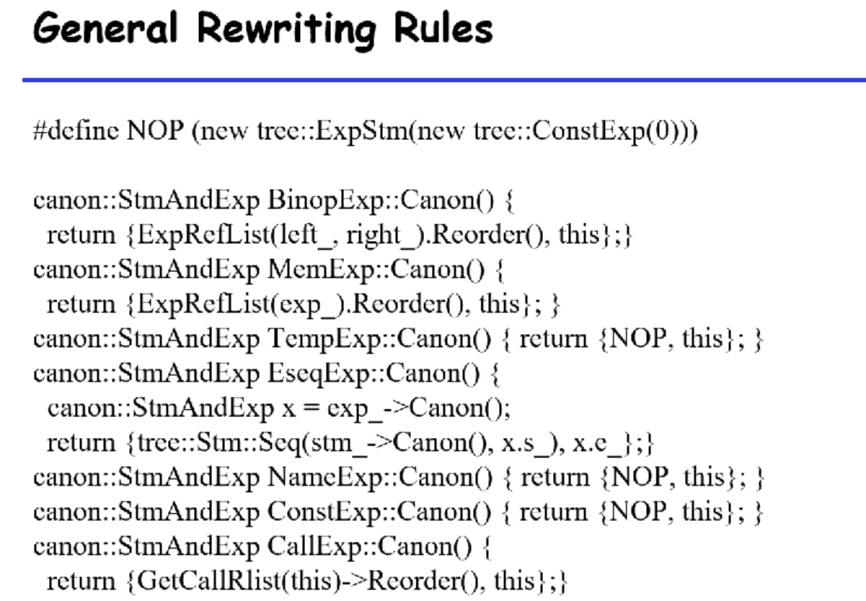 General Rewriting Rules
#define NOP (new tree::ExpStm(new tree::ConstExp(0)))
canon::StmAndExp BinopExp::Canon() {
return {ExpRefList(left_, right_).Reorder(), this};}
canon::StmAndExp MemExp::Canon() {
return {ExpRefList(exp_).Reorder(), this}; }
canon::StmAndExp TempExp::Canon() { return {NOP, this}; }
canon::StmAndExp EseqExp::Canon() {
canon::StmAndExp x = exp_->Canon();
return {tree::Stm::Seq(stm_->Canon(), x.s_), x.e_};}
canon::StmAndExp NameExp::Canon() { return {NOP, this}; }
canon::StmAndExp ConstExp::Canon() { return {NOP, this}; }
canon::StmAndExp CallExp::Canon() {
return {GetCallRlist(this)->Reorder(), this};}